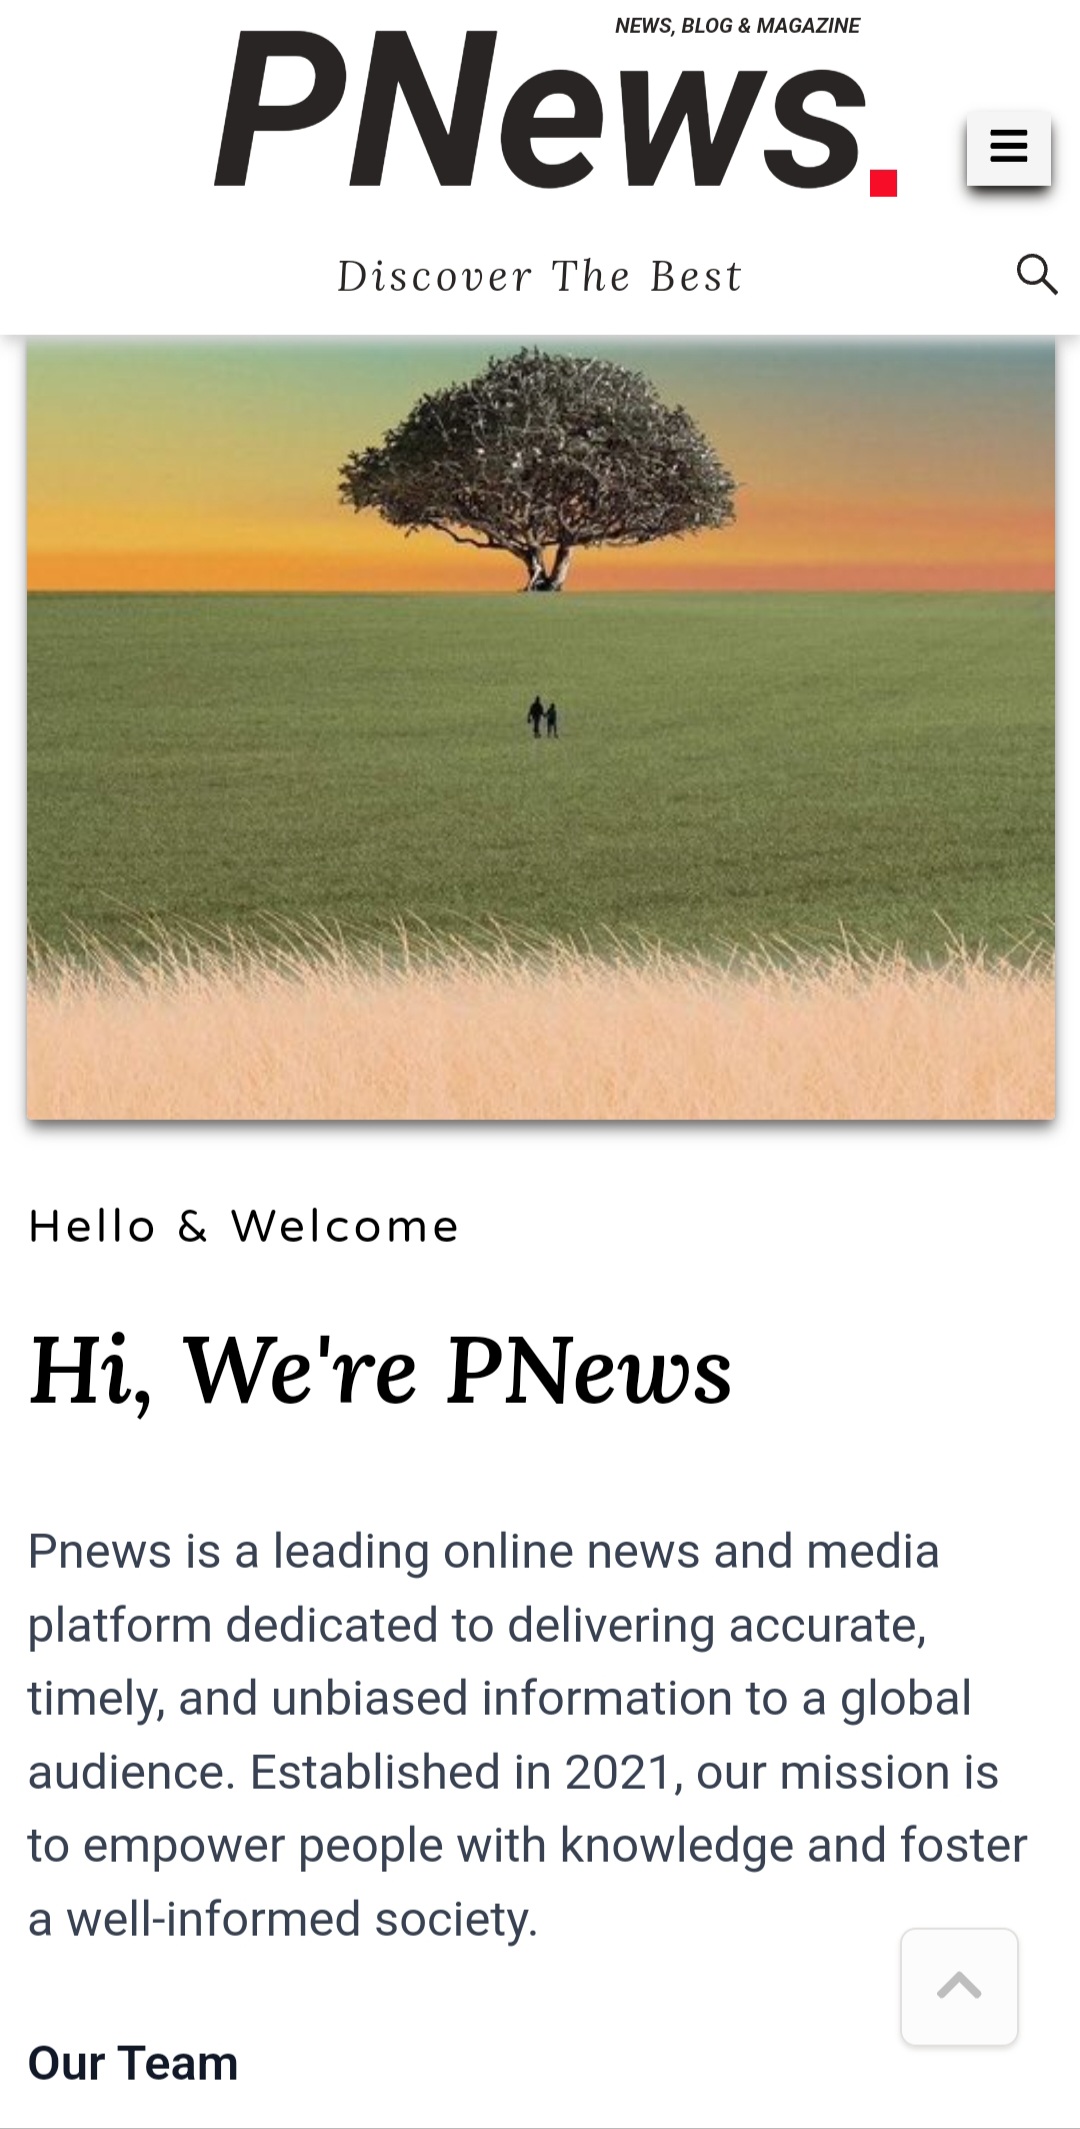 NEWS, BLOG & MAGAZINE
PNews.
Discover The Best
Hello & Welcome
Hi, We're PNews
Pnews is a leading online news and media
platform dedicated to delivering accurate,
timely, and unbiased information to a global
audience. Established in 2021, our mission is
to empower people with knowledge and foster
a well-informed society.
Our Team